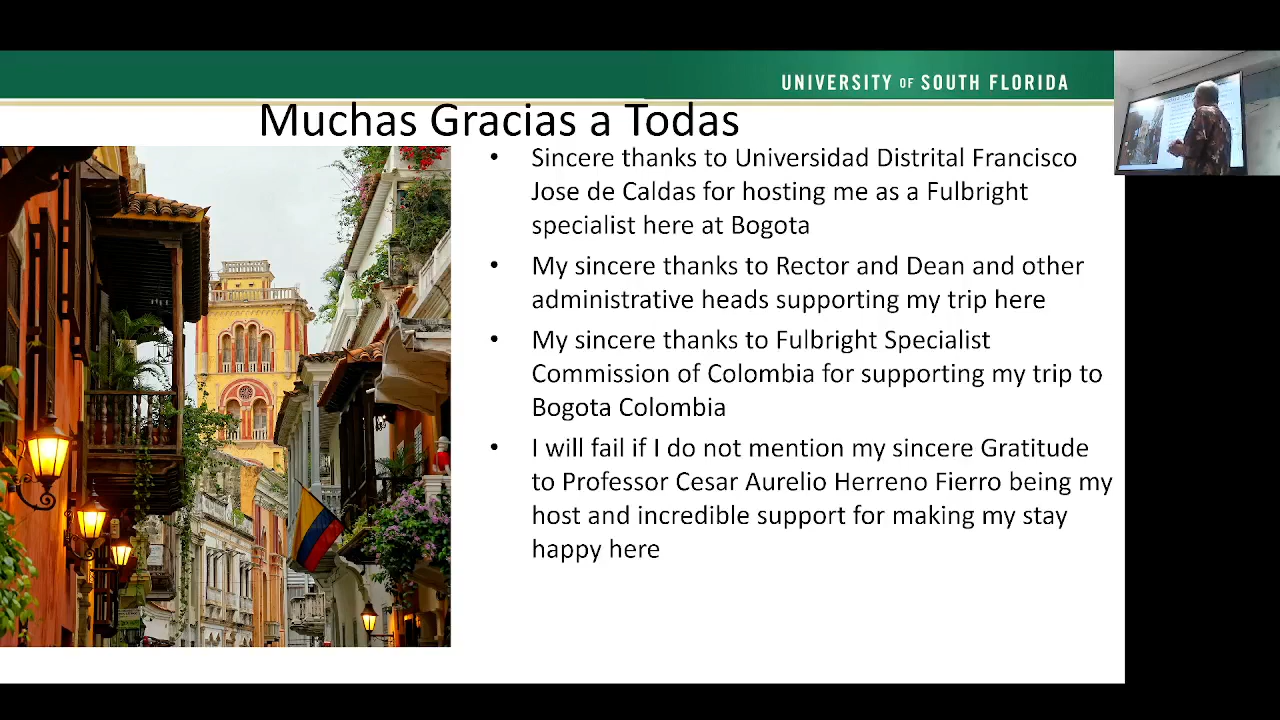 UNIVERSITY OF SOUTH FLORIDA
Muchas Gracias a Todas
• Sincere thanks to Universidad Distrital Francisco
Jose de Caldas for hosting me as a Fulbright
specialist here at Bogota
• My sincere thanks to Rector and Dean and other
administrative heads supporting my trip here
• My sincere thanks to Fulbright Specialist
Commission of Colombia for supporting my trip to
Bogota Colombia
• I will fail if I do not mention my sincere Gratitude
to Professor Cesar Aurelio Herreno Fierro being my
host and incredible support for making my stay
happy here